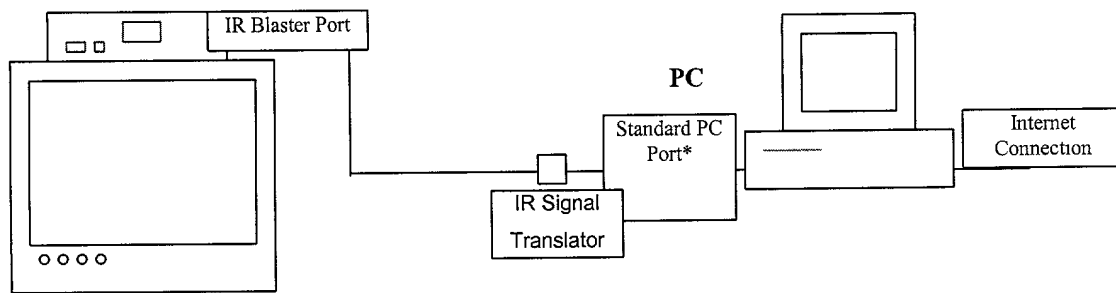 IR Blaster Port
PC
Standard PC
Port*
Internet
Connection
IR Signal
Translator